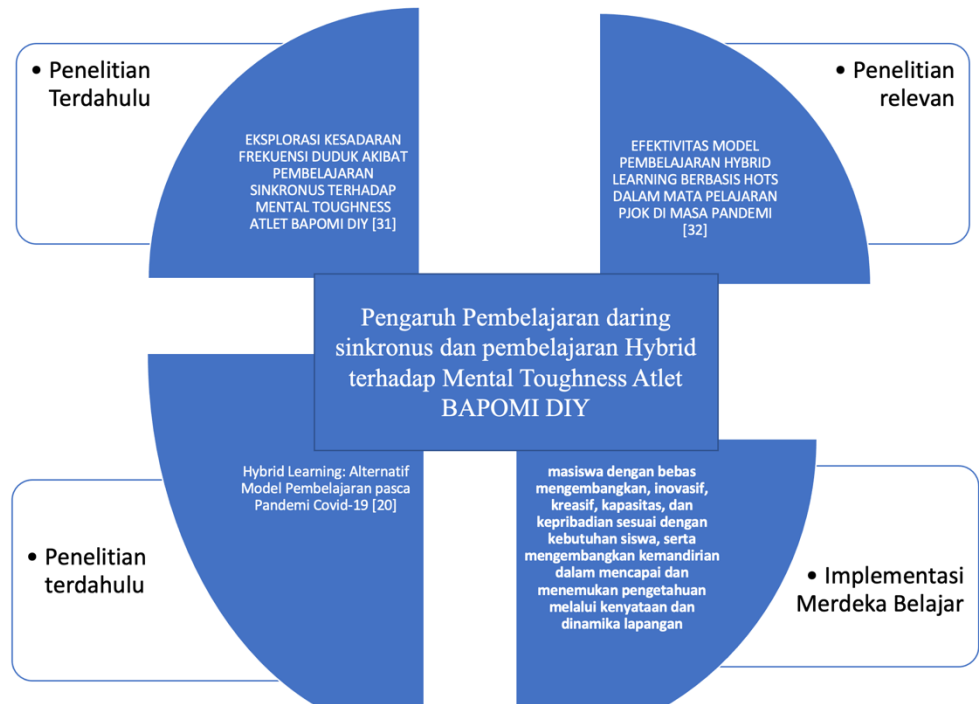 • Penelitian
Terdahulu
EKSPLORASI KESADARAN
FREKUENSI DUDUK AKIBAT
PEMBELAJARAN
SINKRONUS TERHADAP
MENTAL TOUGHNESS
ATLET BAPOMI DIY [31]
EFEKTIVITAS MODEL
PEMBELAJARAN HYBRID
LEARNING BERBASIS HOTS
DALAM MATA PELAJARAN
PJOK DI MASA PANDEMI
[32]
• Penelitian
relevan
Pengaruh Pembelajaran daring
sinkronus dan pembelajaran Hybrid
terhadap Mental Toughness Atlet
BAPOMI DIY
• Penelitian
terdahulu
Hybrid Learning: Alternatif
Model Pembelajaran pasca
Pandemi Covid-19 [20]
masiswa dengan bebas
mengembangkan, inovasif,
kreasif, kapasitas, dan
kepribadian sesuai dengan
kebutuhan siswa, serta
mengembangkan kemandirian
dalam mencapai dan
menemukan pengetahuan
melalui kenyataan dan
dinamika lapangan
• Implementasi
Merdeka Belajar